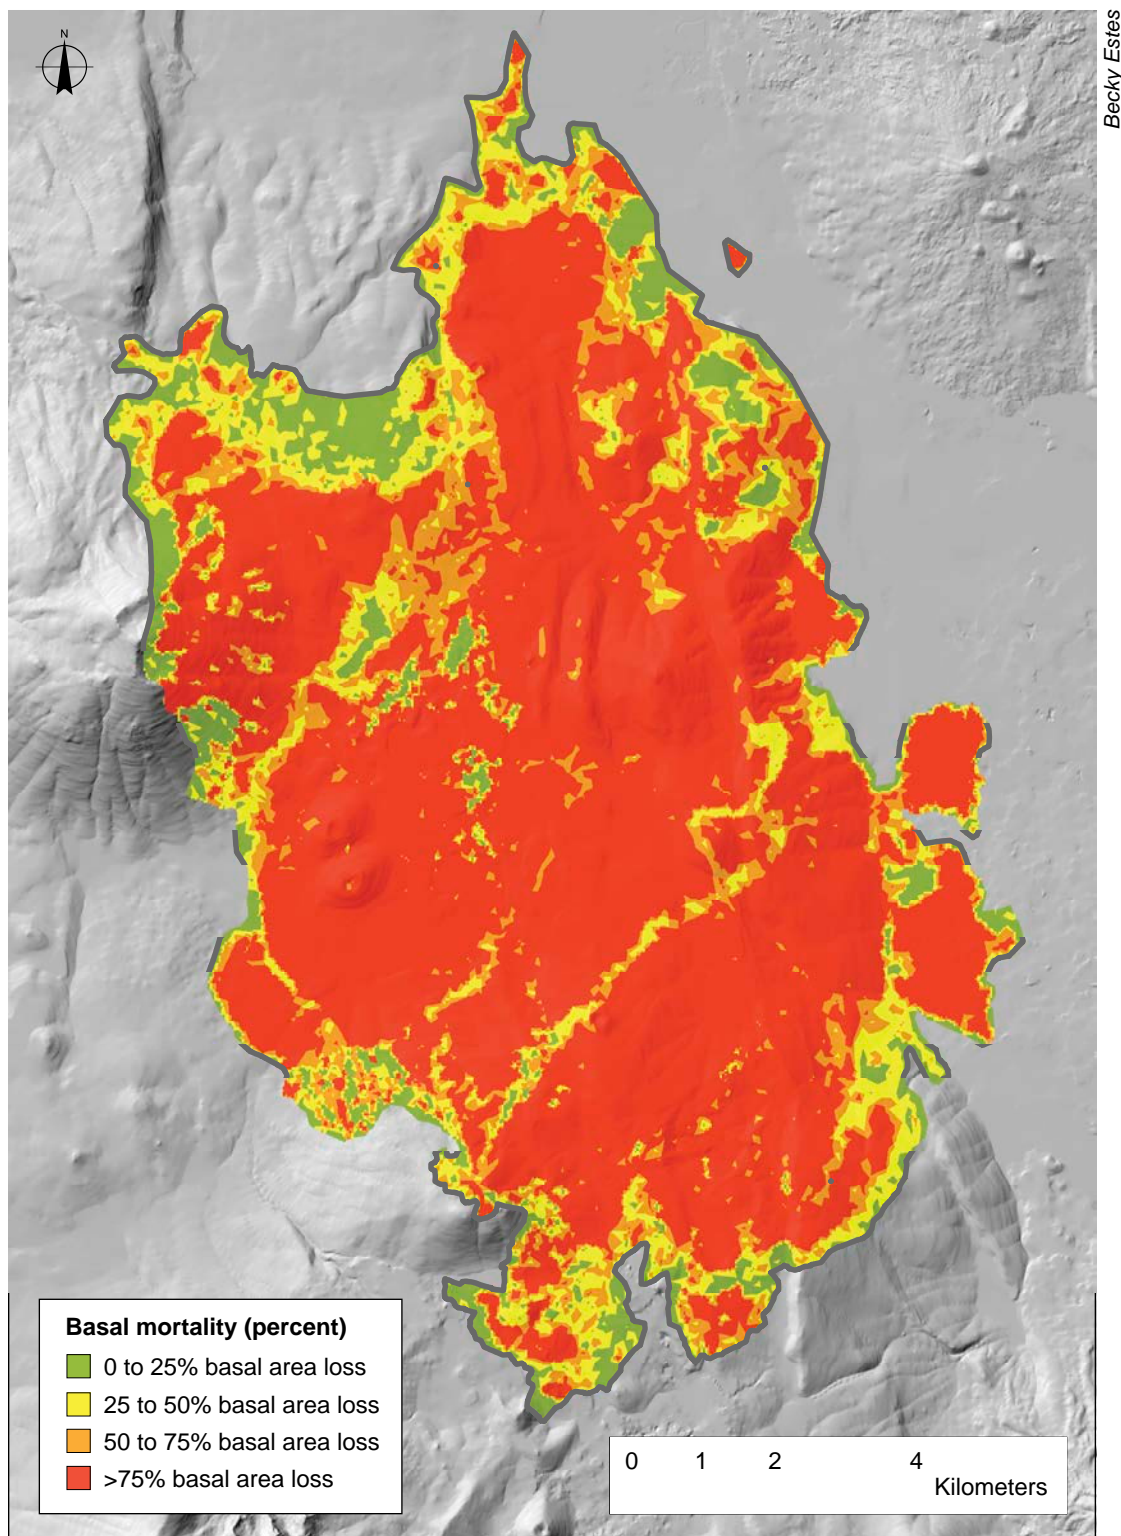 N
Becky Estes
Basal mortality (percent)
0 to 25% basal area loss
25 to 50% basal area loss
50 to 75% basal area loss
>75% basal area loss
0 1 2 4
Kilometers